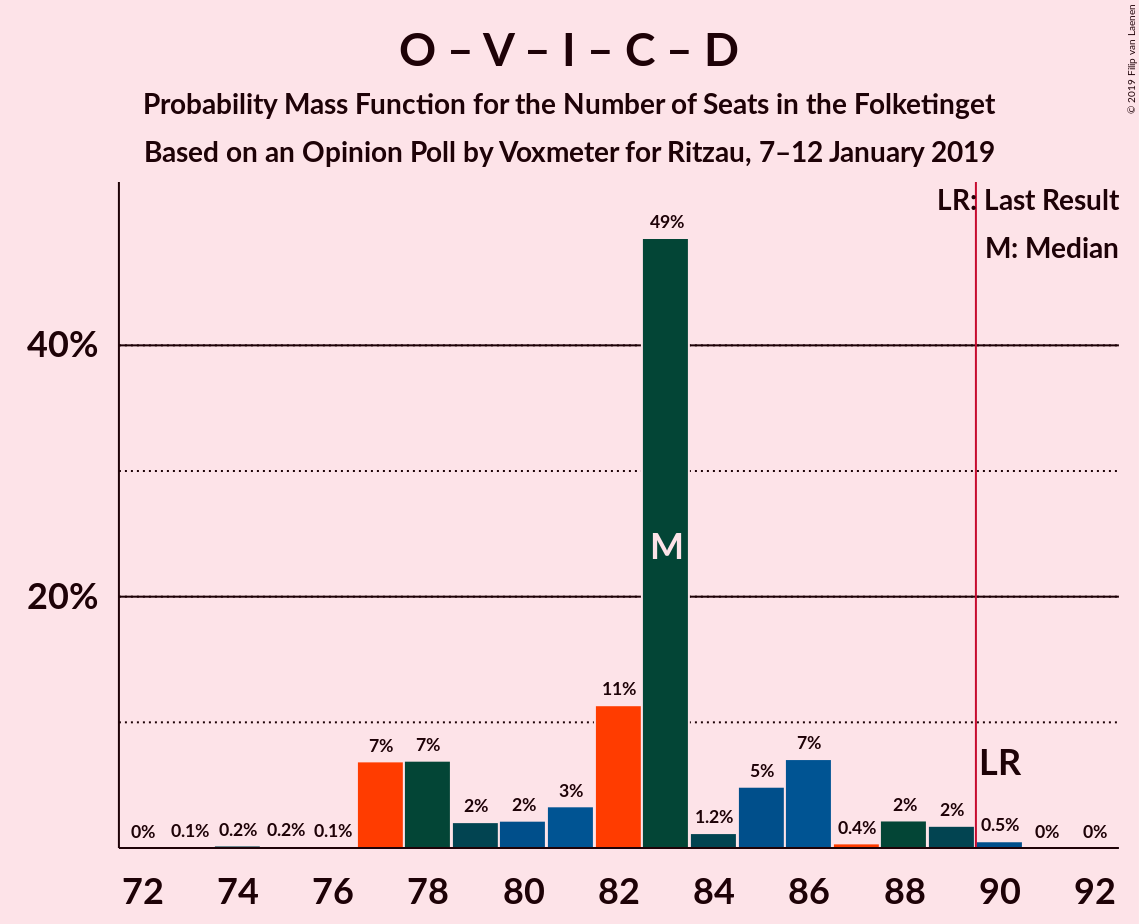 O – V – I – C – D
Probability Mass Function for the Number of Seats in the Folketinget
Based on an Opinion Poll by Voxmeter for Ritzau, 7–12 January 2019
© 2019 Filip van Laenen
LR: Last Result
M: Median
49%
40%
M
20%
11%
7% 7% 7%
LR
5%
3%
2% 2% 2% 2%
1.2%
0% 0.1% 0.2% 0.2% 0.1% 0.4% 0.5% 0% 0%
72 74 76 78 80 82 84 86 88 90 92